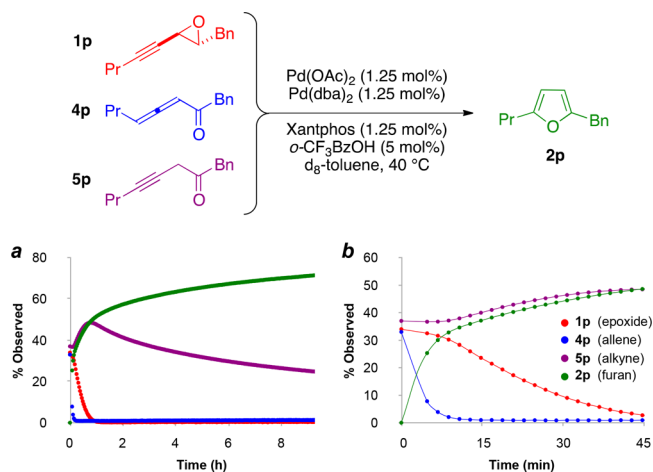 1p
O
Bn
Pr
4p
Bn
Pr
O
5p
Bn
Pr
O
Pd(OAc)2 (1.25 mol%)
Pd(dba)2 (1.25 mol%)
Xantphos (1.25 mol%)
o-CF3BzOH (5 mol%)
d8-toluene, 40 °C
Pr
O
Bn
2p
a
80
60
40
20
0
% Observed
0
2
4
6
8
Time (h)
b
60
50
40
30
20
10
0
% Observed
1p (epoxide)
4p (allene)
5p (alkyne)
2p (furan)
0
15
30
45
Time (min)